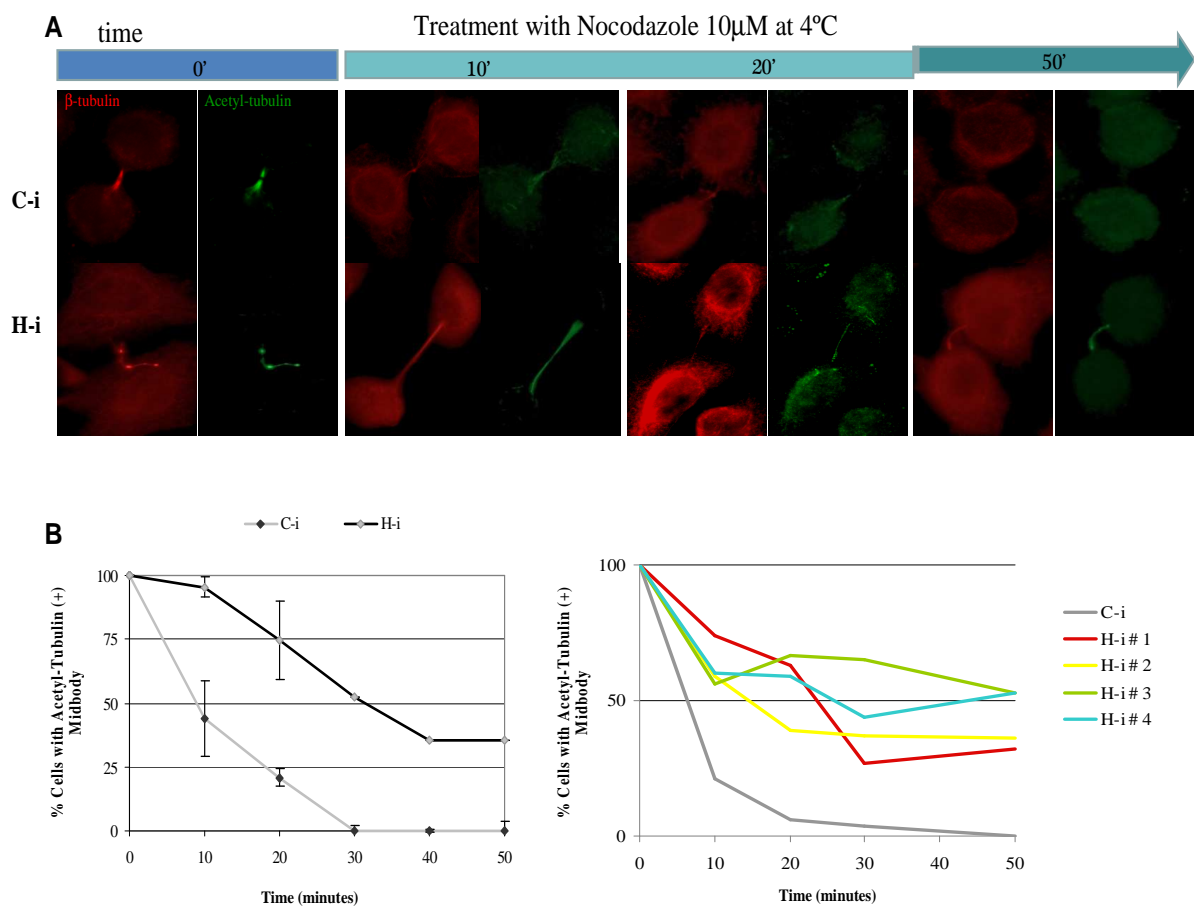 A
time
Treatment with Nocodazole 10μM at 4ºC
0’
10’
20’
50’
β-tubulin
Acetyl-tubulin
C-i
H-i
B
C-i
H-i
% Cells with Acetyl-Tubulin (+)
Midbody
100
75
50
25
0
0 10 20 30 40 50
Time (minutes)
% Cells with Acetyl-Tubulin (+)
Midbody
100
50
0
0 10 20 30 40 50
Time (minutes)
C-i
H-i # 1
H-i # 2
H-i # 3
H-i # 4